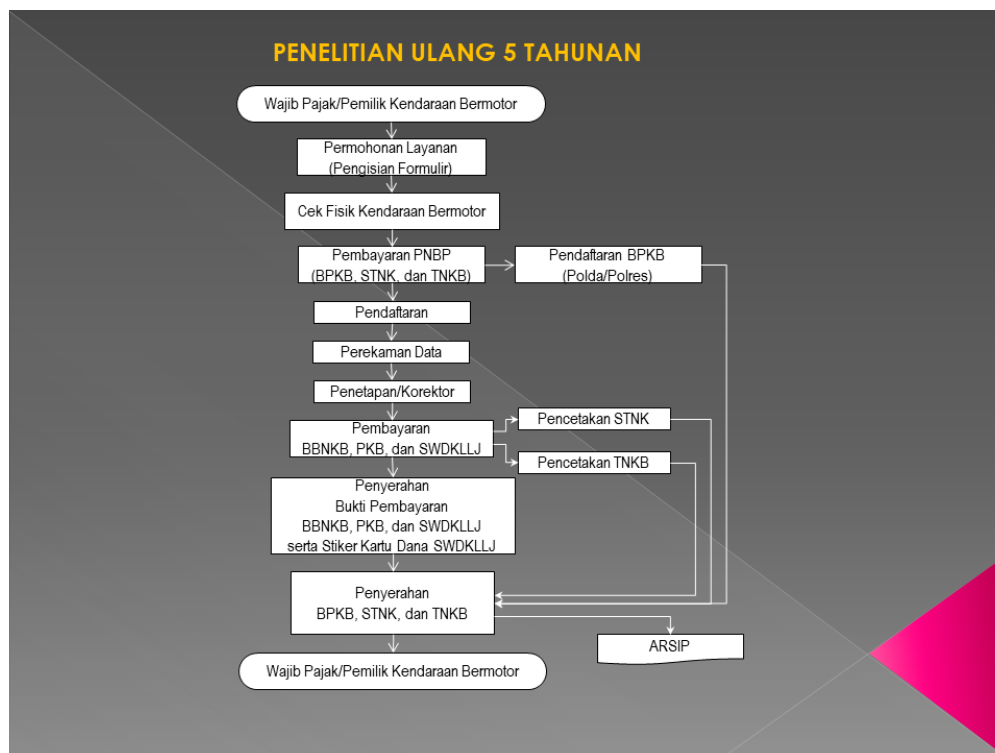 PENELITIAN ULANG 5 TAHUNAN
Wajib Pajak/Pemilik Kendaraan Bermotor
Permohonan Layanan
(Pengisian Formulir)
Cek Fisik Kendaraan Bermotor
Pembayaran PNBP
(BPKB, STNK, dan TNKB)
Pendaftaran BPKB
(Polda/Polres)
Pendaftaran
Perekaman Data
Penetapan/Korektor
Pembayaran
BBNKB, PKB, dan SWDKLLJ
Pencetakan STNK
Pencetakan TNKB
Penyerahan
Bukti Pembayaran
BBNKB, PKB, dan SWDKLLJ
serta Stiker Kartu Dana SWDKLLJ
Penyerahan
BPKB, STNK, dan TNKB
ARSIP
Wajib Pajak/Pemilik Kendaraan Bermotor